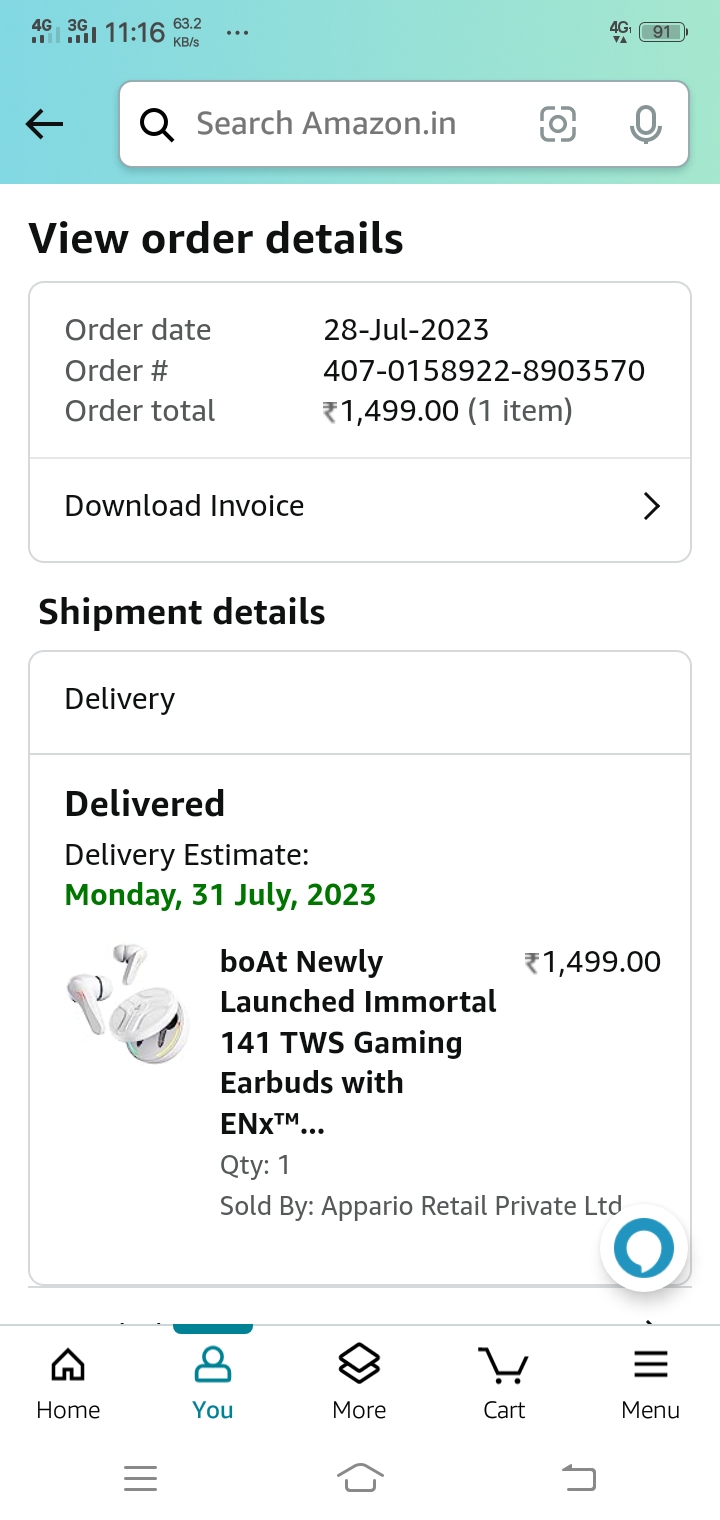 4G 3G 11:16 63.2 KB/s ... 4G 91
Search Amazon.in
View order details
Order date 28-Jul-2023
Order # 407-0158922-8903570
Order total ₹1,499.00 (1 item)
Download Invoice
Shipment details
Delivery
Delivered
Delivery Estimate:
Monday, 31 July, 2023
boAt Newly ₹1,499.00
Launched Immortal
141 TWS Gaming
Earbuds with
ENx™...
Qty: 1
Sold By: Appario Retail Private Ltd
Home You More Cart Menu